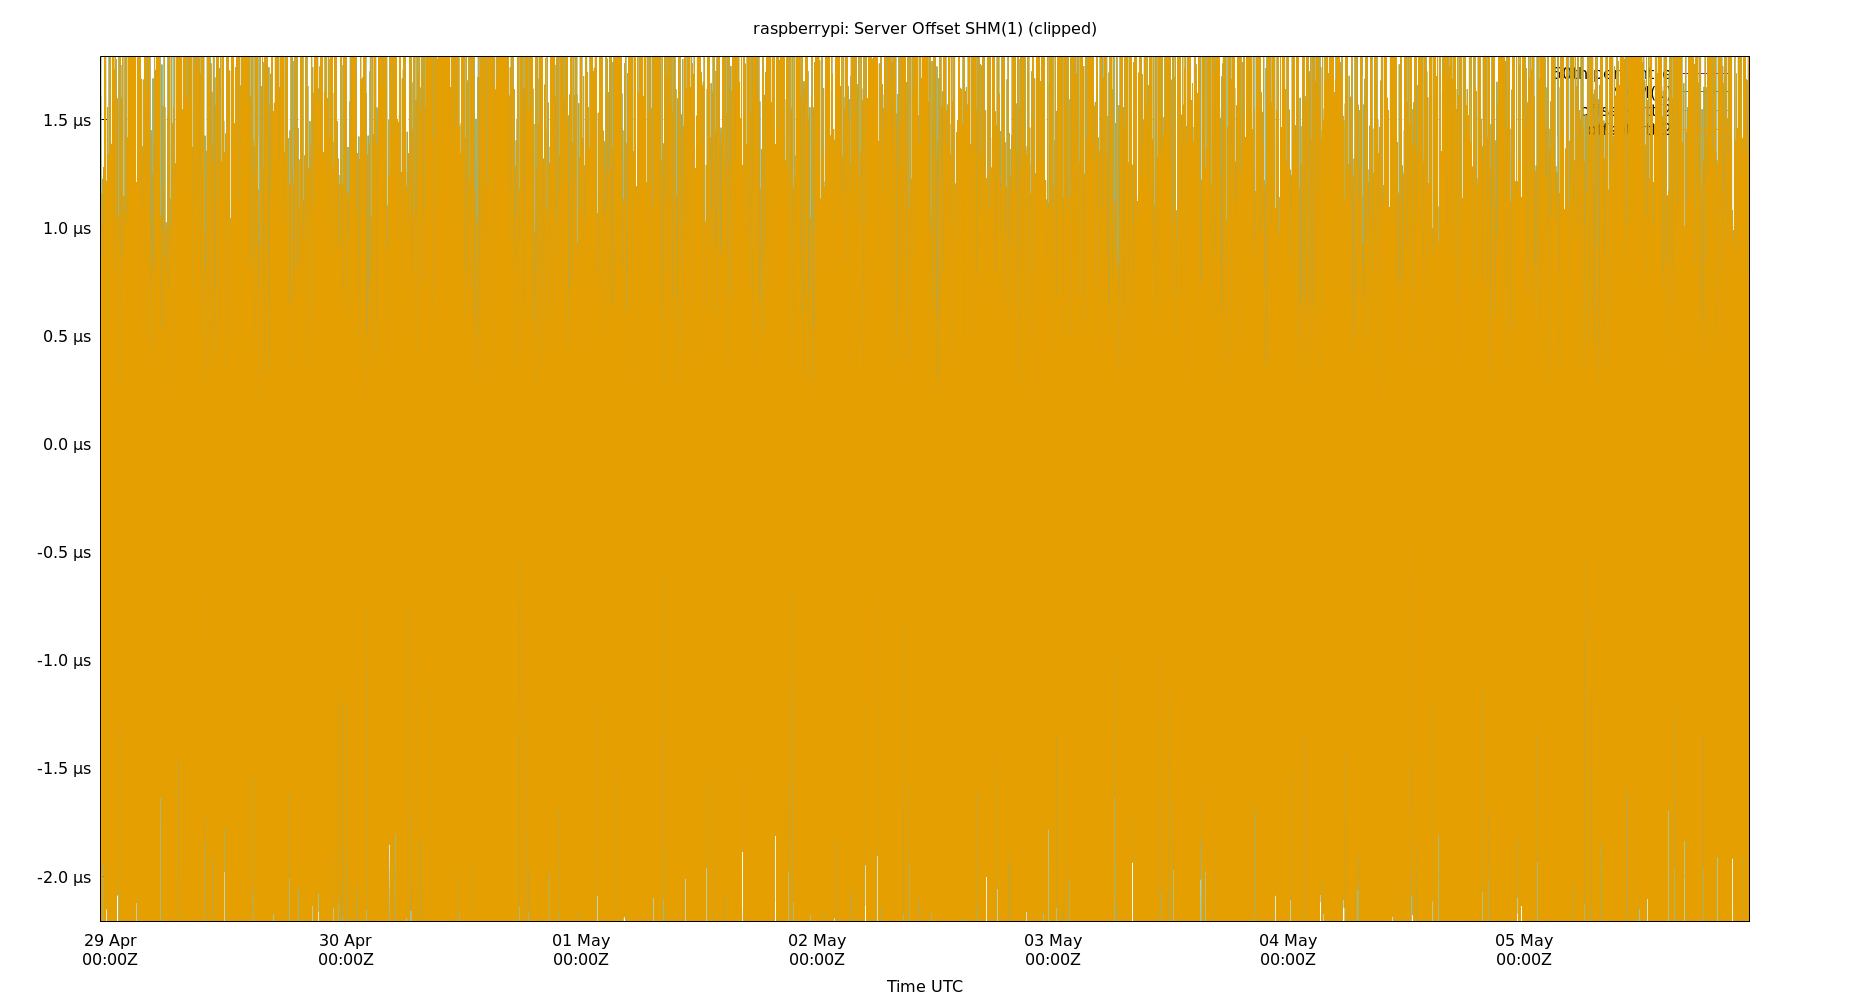 raspberrypi: Server Offset SHM(1) (clipped)
1.5 µs
1.0 µs
0.5 µs
0.0 µs
-0.5 µs
-1.0 µs
-1.5 µs
-2.0 µs
29 Apr
00:00Z
30 Apr
00:00Z
01 May
00:00Z
02 May
00:00Z
03 May
00:00Z
04 May
00:00Z
05 May
00:00Z
Time UTC